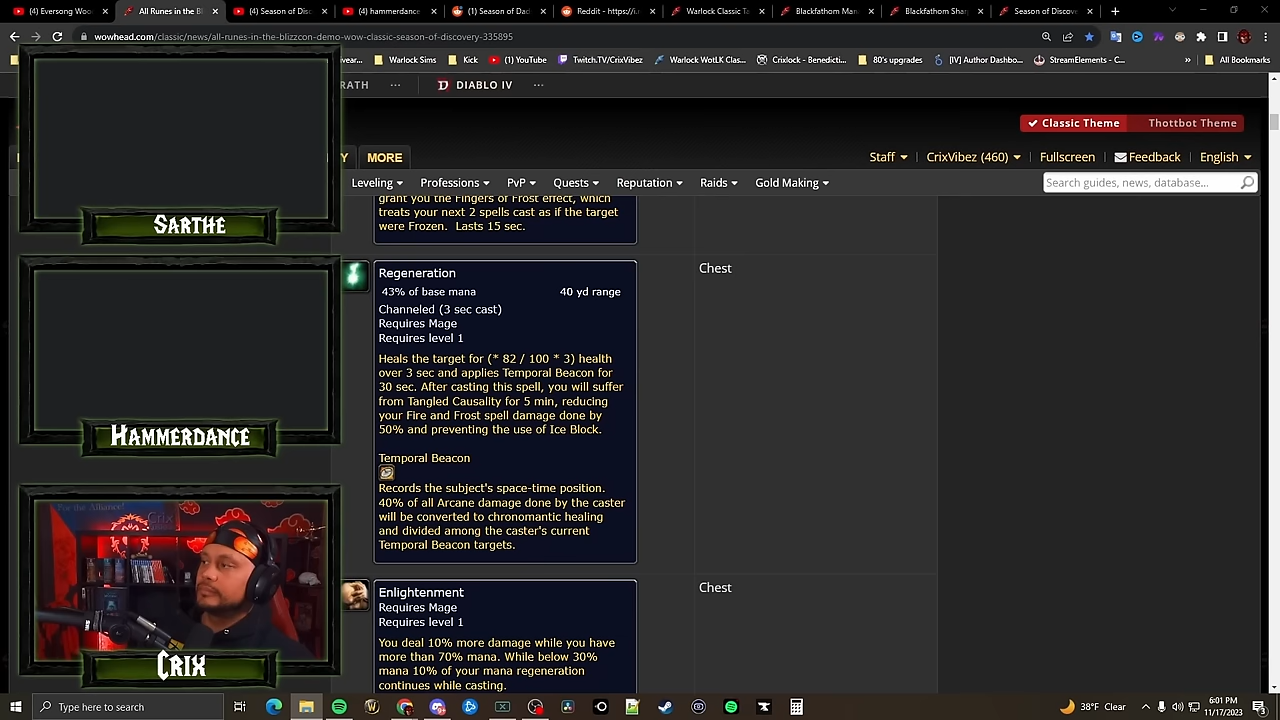 (4) Eversong Woo
All Runes in the Bl
(4) Season of Disc
(4) hammerdance
(1) Season of Dad
Reddit - https://i.re
Warlock Classic Ta
Blackfathom Man
Blackfathom Shar
Season of Discove
wowhead.com/classic/news/all-runes-in-the-blizzcon-demo-wow-classic-season-of-discovery-335895
Warlock Sims
Kick
(1) YouTube
Twitch.TV/CrixVibez
Warlock WotLK Clas...
Crixlock - Benedicti...
80's upgrades
[IV] Author Dashbo...
StreamElements - C...
All Bookmarks
RATH
DIABLO IV
Classic Theme
Thottbot Theme
MORE
Staff
CrixVibez (460)
Fullscreen
Feedback
English
Leveling
Professions
PvP
Quests
Reputation
Raids
Gold Making
Search guides, news, database...
grant you the Fingers of Frost effect, which
treats your next 2 spells cast as if the target
were Frozen. Lasts 15 sec.
Sarthe
Regeneration
43% of base mana 40 yd range
Channeled (3 sec cast)
Requires Mage
Requires level 1
Heals the target for (* 82 / 100 * 3) health
over 3 sec and applies Temporal Beacon for
30 sec. After casting this spell, you will suffer
from Tangled Causality for 5 min, reducing
your Fire and Frost spell damage done by
50% and preventing the use of Ice Block.
Temporal Beacon
Records the subject's space-time position.
40% of all Arcane damage done by the caster
will be converted to chronomantic healing
and divided among the caster's current
Temporal Beacon targets.
Chest
Hammerdance
For the Alliance!
Crix
Enlightenment
Requires Mage
Requires level 1
You deal 10% more damage while you have
more than 70% mana. While below 30%
mana 10% of your mana regeneration
continues while casting.
Chest
Crix
Type here to search
38°F Clear
6:01 PM
11/17/2023